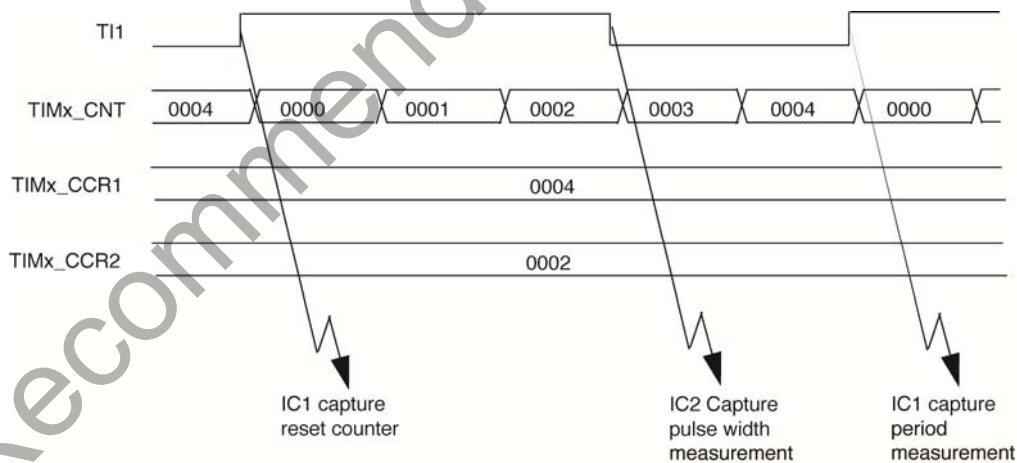 TI1
TIMx_CNT 0004 0000 0001 0002 0003 0004 0000
TIMx_CCR1 0004
TIMx_CCR2 0002
IC1 capture
reset counter
IC2 Capture
pulse width
measurement
IC1 capture
period
measurement